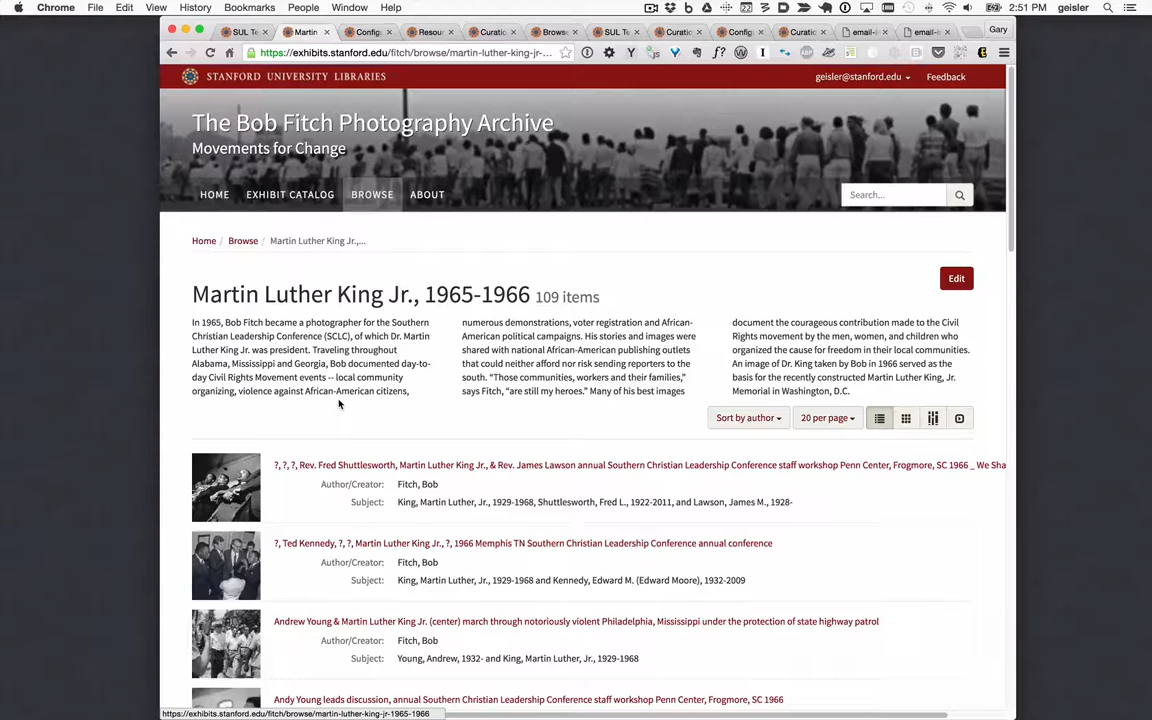 Chrome File Edit View History Bookmarks People Window Help 2:51 PM geisler
SUL Te Martin Config Resour Curatic Brows SUL Te Curatic Config Curatic email-i email-i Gary
https://exhibits.stanford.edu/fitch/browse/martin-luther-king-jr-...
STANFORD UNIVERSITY LIBRARIES geisler@stanford.edu Feedback
The Bob Fitch Photography Archive
Movements for Change
HOME EXHIBIT CATALOG BROWSE ABOUT Search...
Home / Browse / Martin Luther King Jr.,...
Edit
Martin Luther King Jr., 1965-1966 109 items
In 1965, Bob Fitch became a photographer for the Southern
Christian Leadership Conference (SCLC), of which Dr. Martin
Luther King Jr. was president. Traveling throughout
Alabama, Mississippi and Georgia, Bob documented day-to-
day Civil Rights Movement events -- local community
organizing, violence against African-American citizens,
numerous demonstrations, voter registration and African-
American political campaigns. His stories and images were
shared with national African-American publishing outlets
that could neither afford nor risk sending reporters to the
south. “Those communities, workers and their families,”
says Fitch, “are still my heroes.” Many of his best images
document the courageous contribution made to the Civil
Rights movement by the men, women, and children who
organized the cause for freedom in their local communities.
An image of Dr. King taken by Bob in 1966 served as the
basis for the recently constructed Martin Luther King, Jr.
Memorial in Washington, D.C.
Sort by author 20 per page
?, ?, ?, Rev. Fred Shuttlesworth, Martin Luther King Jr., & Rev. James Lawson annual Southern Christian Leadership Conference staff workshop Penn Center, Frogmore, SC 1966 _ We Sha
Author/Creator: Fitch, Bob
Subject: King, Martin Luther, Jr., 1929-1968, Shuttlesworth, Fred L., 1922-2011, and Lawson, James M., 1928-
?, Ted Kennedy, ?, ?, Martin Luther King Jr., ?, 1966 Memphis TN Southern Christian Leadership Conference annual conference
Author/Creator: Fitch, Bob
Subject: King, Martin Luther, Jr., 1929-1968 and Kennedy, Edward M. (Edward Moore), 1932-2009
Andrew Young & Martin Luther King Jr. (center) march through notoriously violent Philadelphia, Mississippi under the protection of state highway patrol
Author/Creator: Fitch, Bob
Subject: Young, Andrew, 1932- and King, Martin Luther, Jr., 1929-1968
Andy Young leads discussion, annual Southern Christian Leadership Conference staff workshop Penn Center, Frogmore, SC 1966
https://exhibits.stanford.edu/fitch/browse/martin-luther-king-jr-1965-1966